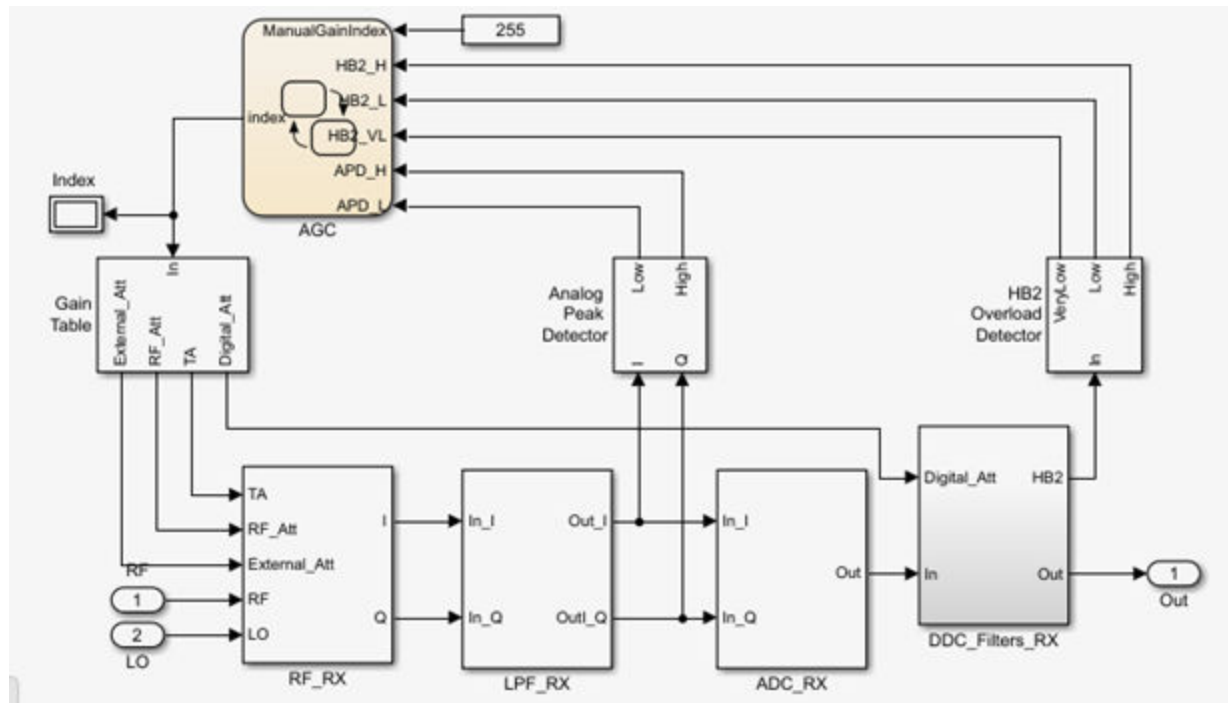 ManualGainIndex
255
HB2_H
HB2_L
index
HB2_VL
APD_H
APD_L
AGC
Index
In
Gain
Table
External_Att
RF_Att
TA
Digital_Att
Analog
Peak
Detector
Low
High
I
Q
HB2
Overload
Detector
VeryLow
Low
High
In
TA
RF_Att
External_Att
RF
LO
I
Q
RF_RX
RF
1
2
LO
In_I
In_Q
Out_I
OutI_Q
LPF_RX
In_I
In_Q
Out
ADC_RX
Digital_Att
HB2
In
Out
DDC_Filters_RX
1
Out